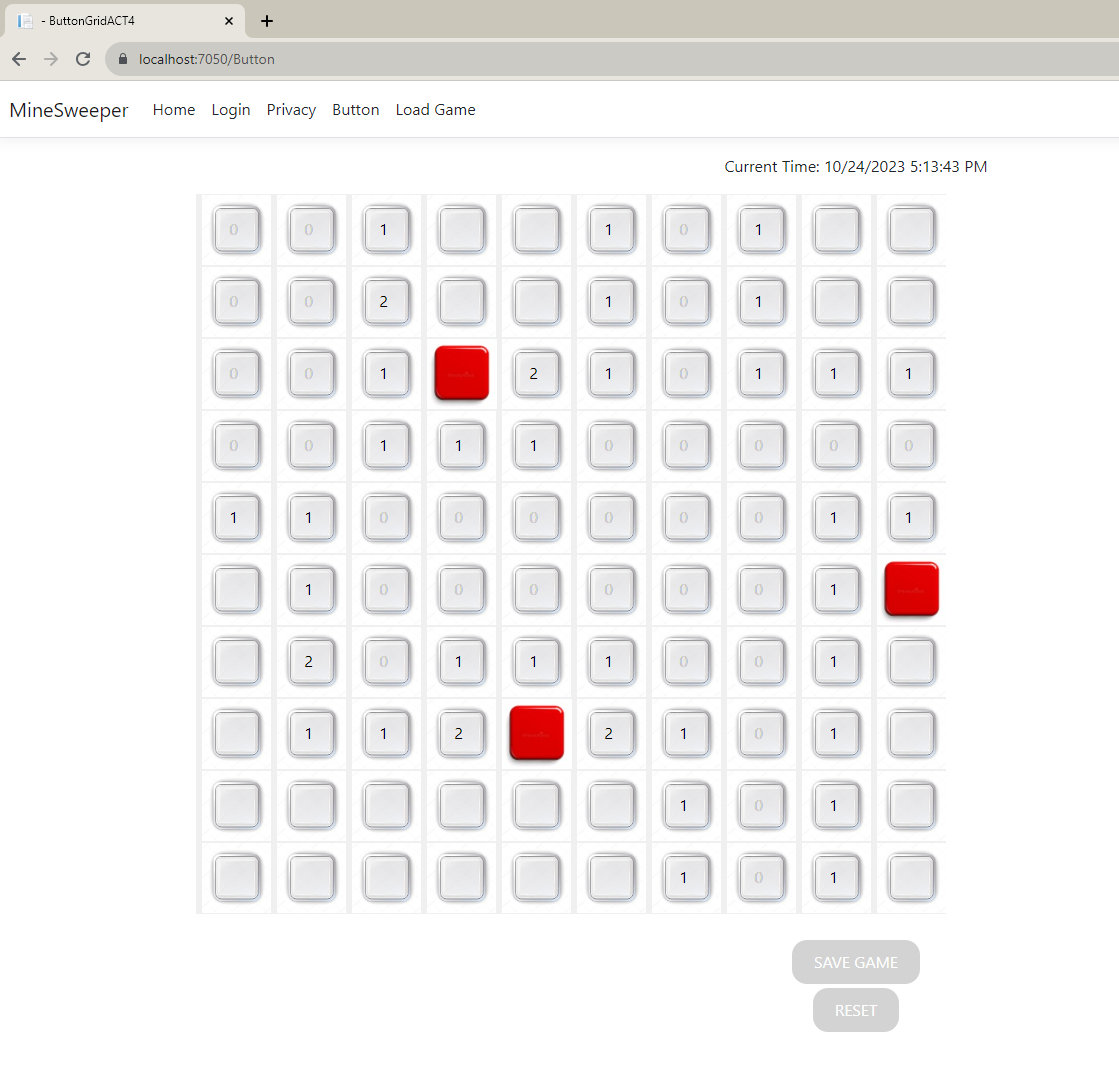 - ButtonGridACT4
localhost:7050/Button
MineSweeper Home Login Privacy Button Load Game
Current Time: 10/24/2023 5:13:43 PM
0 0 1 1 0 1
0 0 2 1 0 1
0 0 1 2 1 0 1 1 1
0 0 1 1 1 0 0 0 0 0
1 1 0 0 0 0 0 0 1 1
1 0 0 0 0 0 0 1
2 0 1 1 1 0 0 1
1 1 2 2 1 0 1
1 0 1
1 0 1
SAVE GAME
RESET